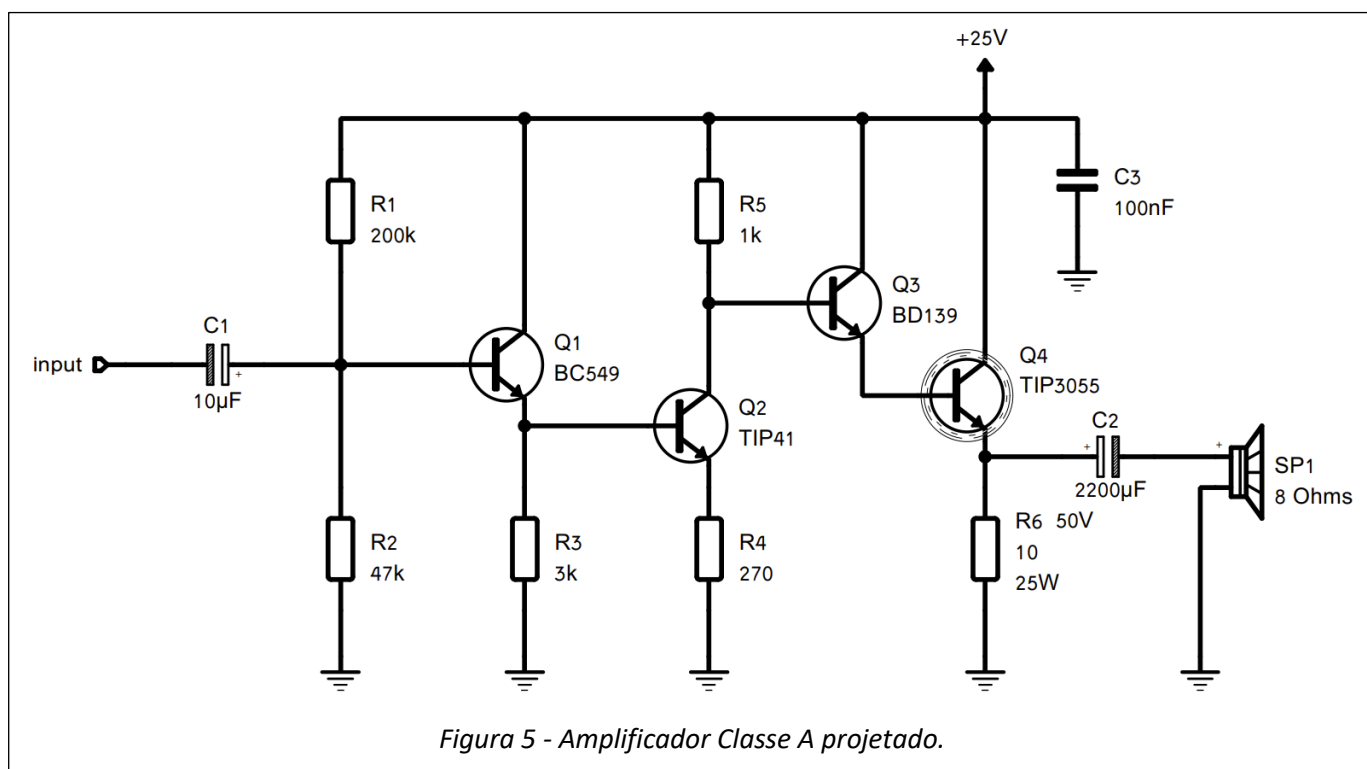 +25V
R1
200k
R5
1k
C3
100nF
C1
input
+
10µF
Q1
BC549
Q2
TIP41
Q3
BD139
Q4
TIP3055
C2
+
+
2200µF
SP1
8 Ohms
R2
47k
R3
3k
R4
270
R6 50V
10
25W
Figura 5 - Amplificador Classe A projetado.